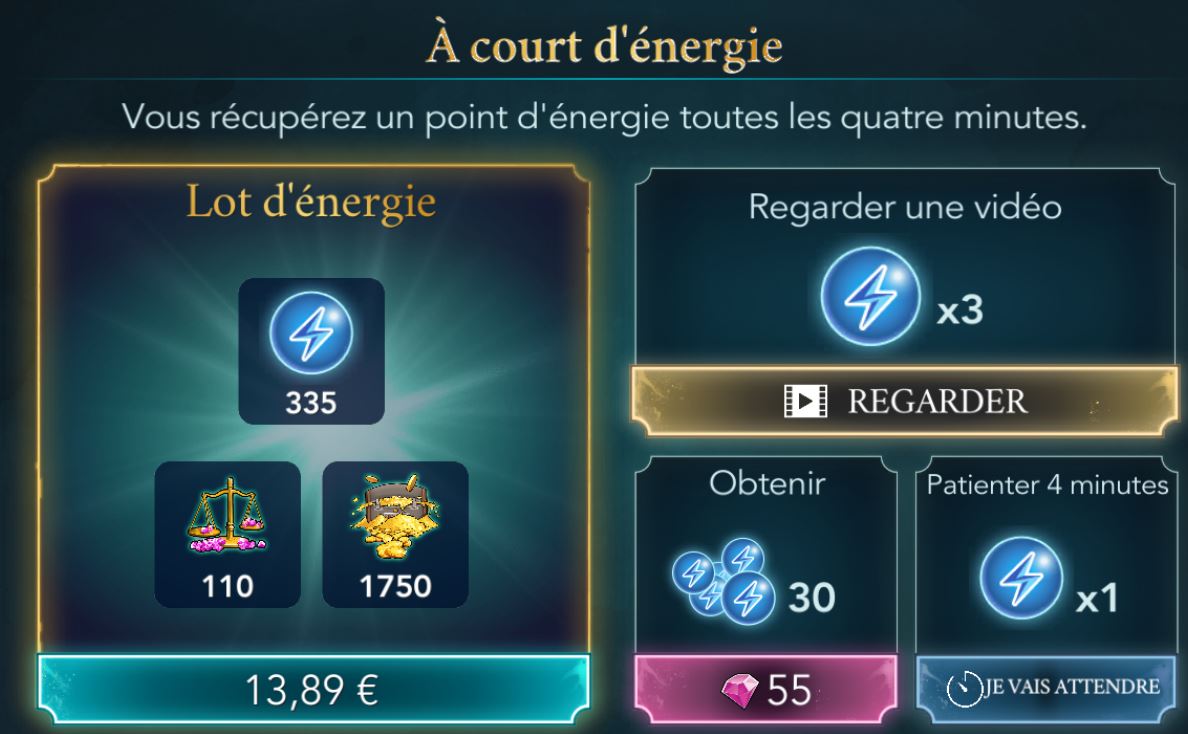 À court d'énergie
Vous récupérez un point d'énergie toutes les quatre minutes.
Lot d'énergie
335
110
1750
13,89 €
Regarder une vidéo
x3
REGARDER
Obtenir
30
55
Patienter 4 minutes
x1
JE VAIS ATTENDRE